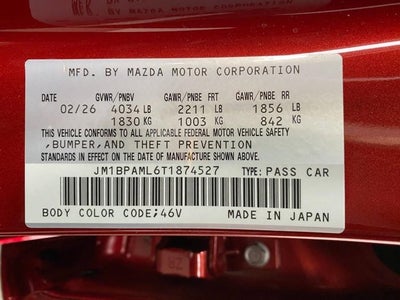 MFD. BY MAZDA MOTOR CORPORATION
DATE GVWR/PNBV GAWR/PNBE FRT GAWR/PNBE RR
02/26 4034 LB 2211 LB 1856 LB
1830 KG 1003 KG 842 KG
THIS VEHICLE CONFORMS TO ALL APPLICABLE FEDERAL MOTOR VEHICLE SAFETY
,BUMPER,AND THEFT PREVENTION
STANDARDS IN EFFECT ON THE DATE OF MANUFACTURE SHOWN ABOVE.
JM1BPAML6T1874527 TYPE:PASS CAR
BODY COLOR CODE;46V MADE IN JAPAN